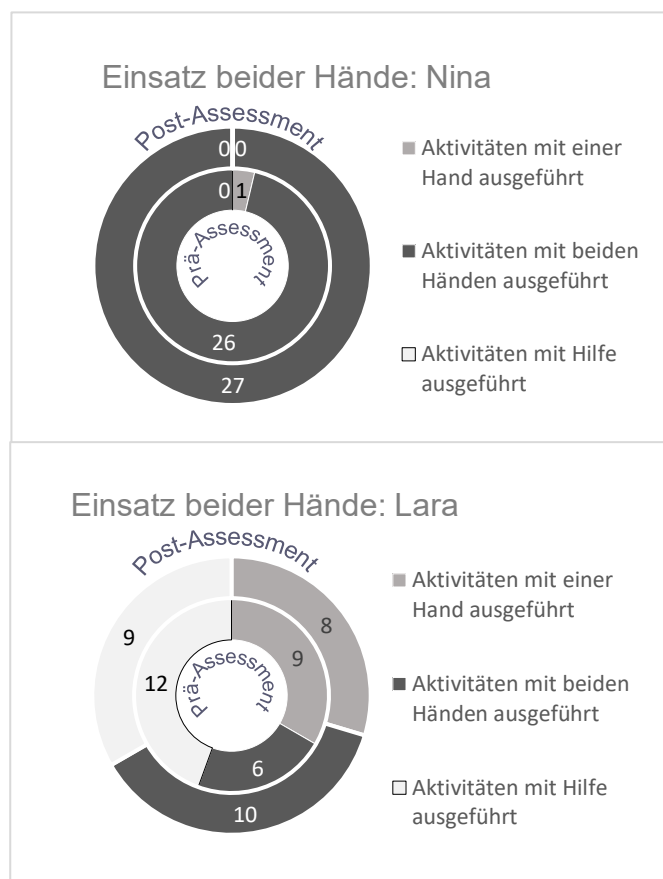 Einsatz beider Hände: Nina
Post-Assessment
0 0
0 1
Prä-Assessment
26
27
Aktivitäten mit einer
Hand ausgeführt
Aktivitäten mit beiden
Händen ausgeführt
Aktivitäten mit Hilfe
ausgeführt
Einsatz beider Hände: Lara
Post-Assessment
9
8
12
9
Prä-Assessment
6
10
Aktivitäten mit einer
Hand ausgeführt
Aktivitäten mit beiden
Händen ausgeführt
Aktivitäten mit Hilfe
ausgeführt